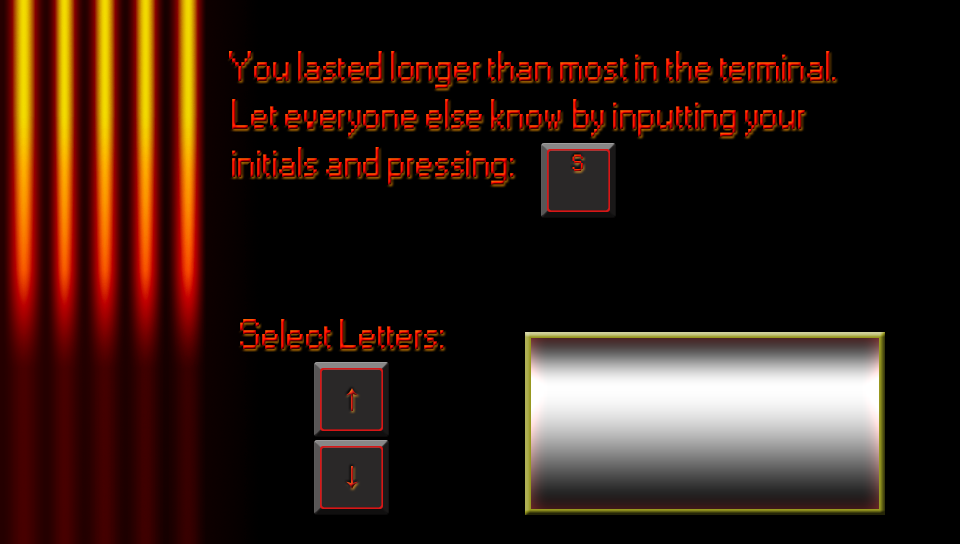 You lasted longer than most in the terminal.
Let everyone else know by inputting your
initials and pressing:
S
Select Letters:
↑
↓